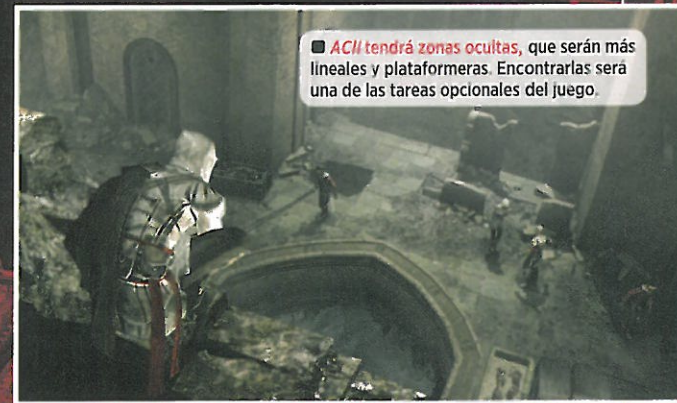 ■ ACII tendrá zonas ocultas, que serán más
lineales y plataformeras. Encontrarlas será
una de las tareas opcionales del juego.